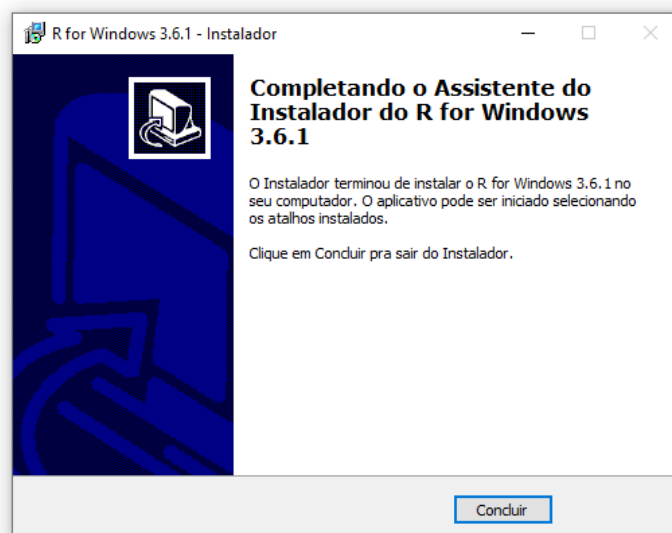 R for Windows 3.6.1 - Instalador
Completando o Assistente do
Instalador do R for Windows
3.6.1
O Instalador terminou de instalar o R for Windows 3.6.1 no
seu computador. O aplicativo pode ser iniciado selecionando
os atalhos instalados.
Clique em Concluir pra sair do Instalador.
Concluir